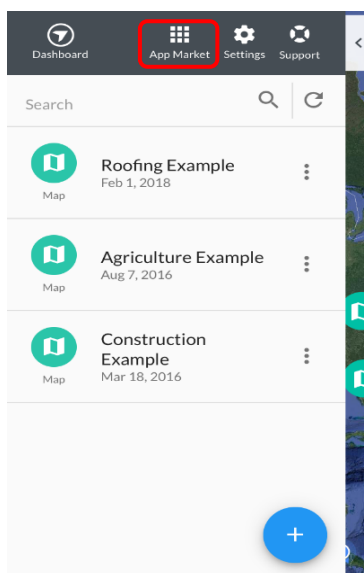 Dashboard App Market Settings Support
Search
Roofing Example
Feb 1, 2018
Map
Agriculture Example
Aug 7, 2016
Map
Construction
Example
Mar 18, 2016
Map